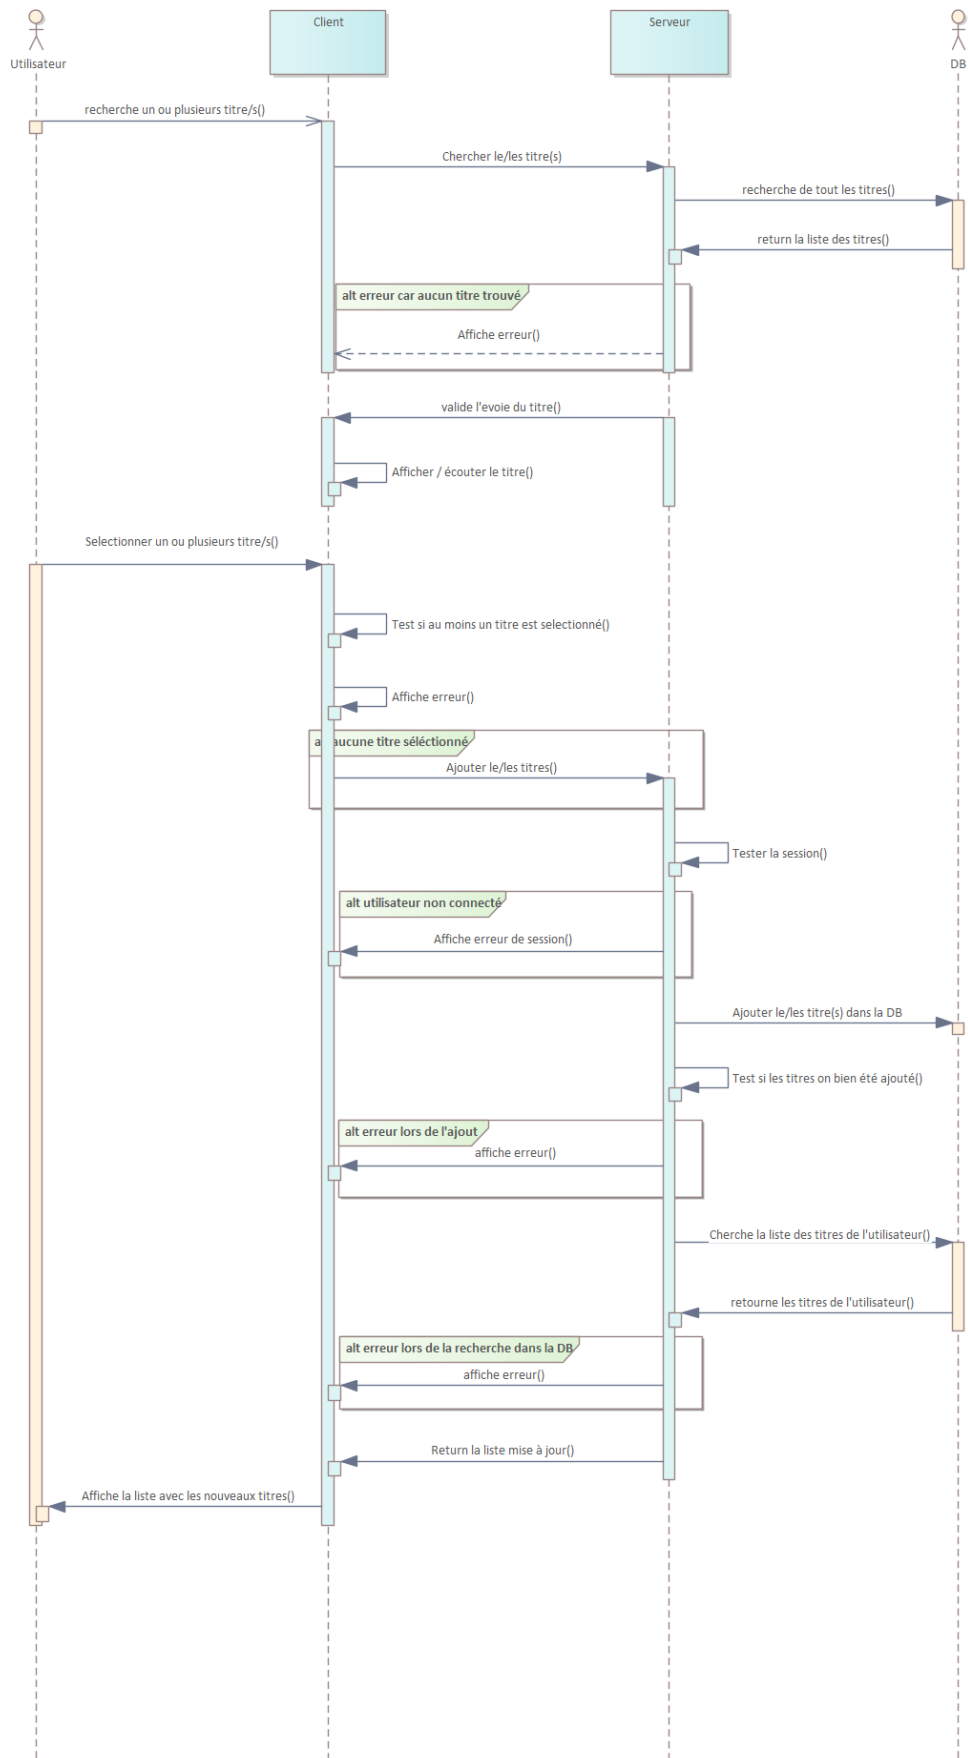 Client
Serveur
Utilisateur
DB
recherche un ou plusieurs titre/s()
Chercher le/les titre(s)
recherche de tout les titres()
return la liste des titres()
alt erreur car aucun titre trouvé
Affiche erreur()
valide l'evoie du titre()
Afficher / écouter le titre()
Selectionner un ou plusieurs titre/s()
Test si au moins un titre est selectionné()
Affiche erreur()
aucune titre séléctionné
Ajouter le/les titres()
Tester la session()
alt utilisateur non connecté
Affiche erreur de session()
Ajouter le/les titre(s) dans la DB
Test si les titres on bien été ajouté()
alt erreur lors de l'ajout
affiche erreur()
Cherche la liste des titres de l'utilisateur()
retourne les titres de l'utilisateur()
alt erreur lors de la recherche dans la DB
affiche erreur()
Return la liste mise à jour()
Affiche la liste avec les nouveaux titres()